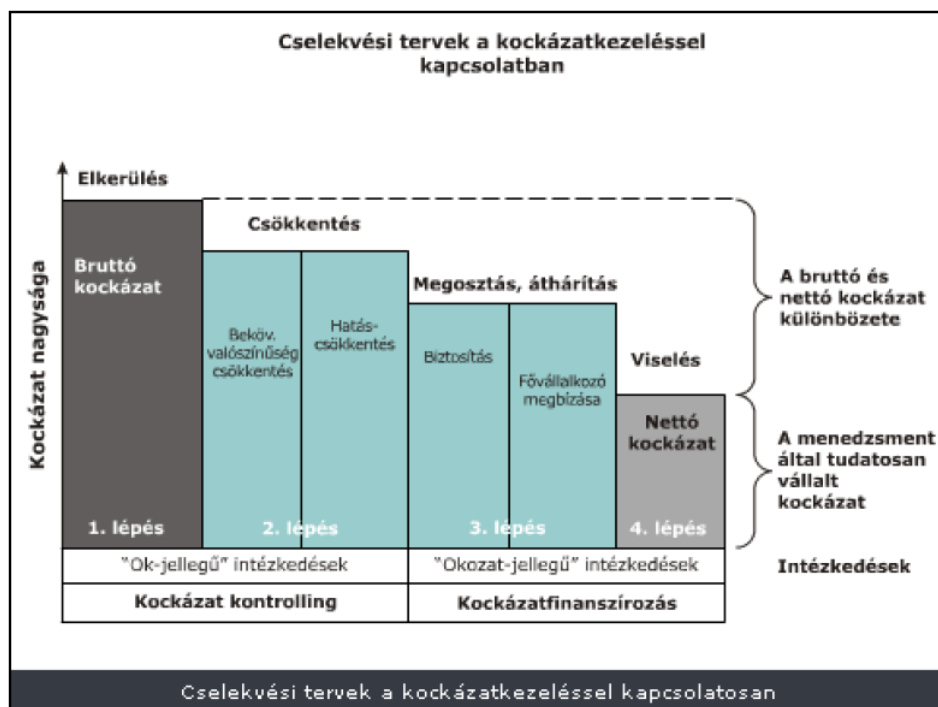 Cselekvési tervek a kockázatkezeléssel
kapcsolatban
Kockázat nagysága
Elkerülés
Bruttó
kockázat
1. lépés
Csökkentés
Beköv.
valószínűség
csökkentés
Hatás-
csökkentés
2. lépés
Megosztás, áthárítás
Biztosítás
Fővállalkozó
megbízása
3. lépés
Viselés
Nettó
kockázat
4. lépés
A bruttó és
nettó kockázat
különbözete
A menedzsment
által tudatosan
vállalt
kockázat
"Ok-jellegű" intézkedések
"Okozat-jellegű" intézkedések
Intézkedések
Kockázat kontrolling
Kockázatfinanszírozás
Cselekvési tervek a kockázatkezeléssel kapcsolatosan